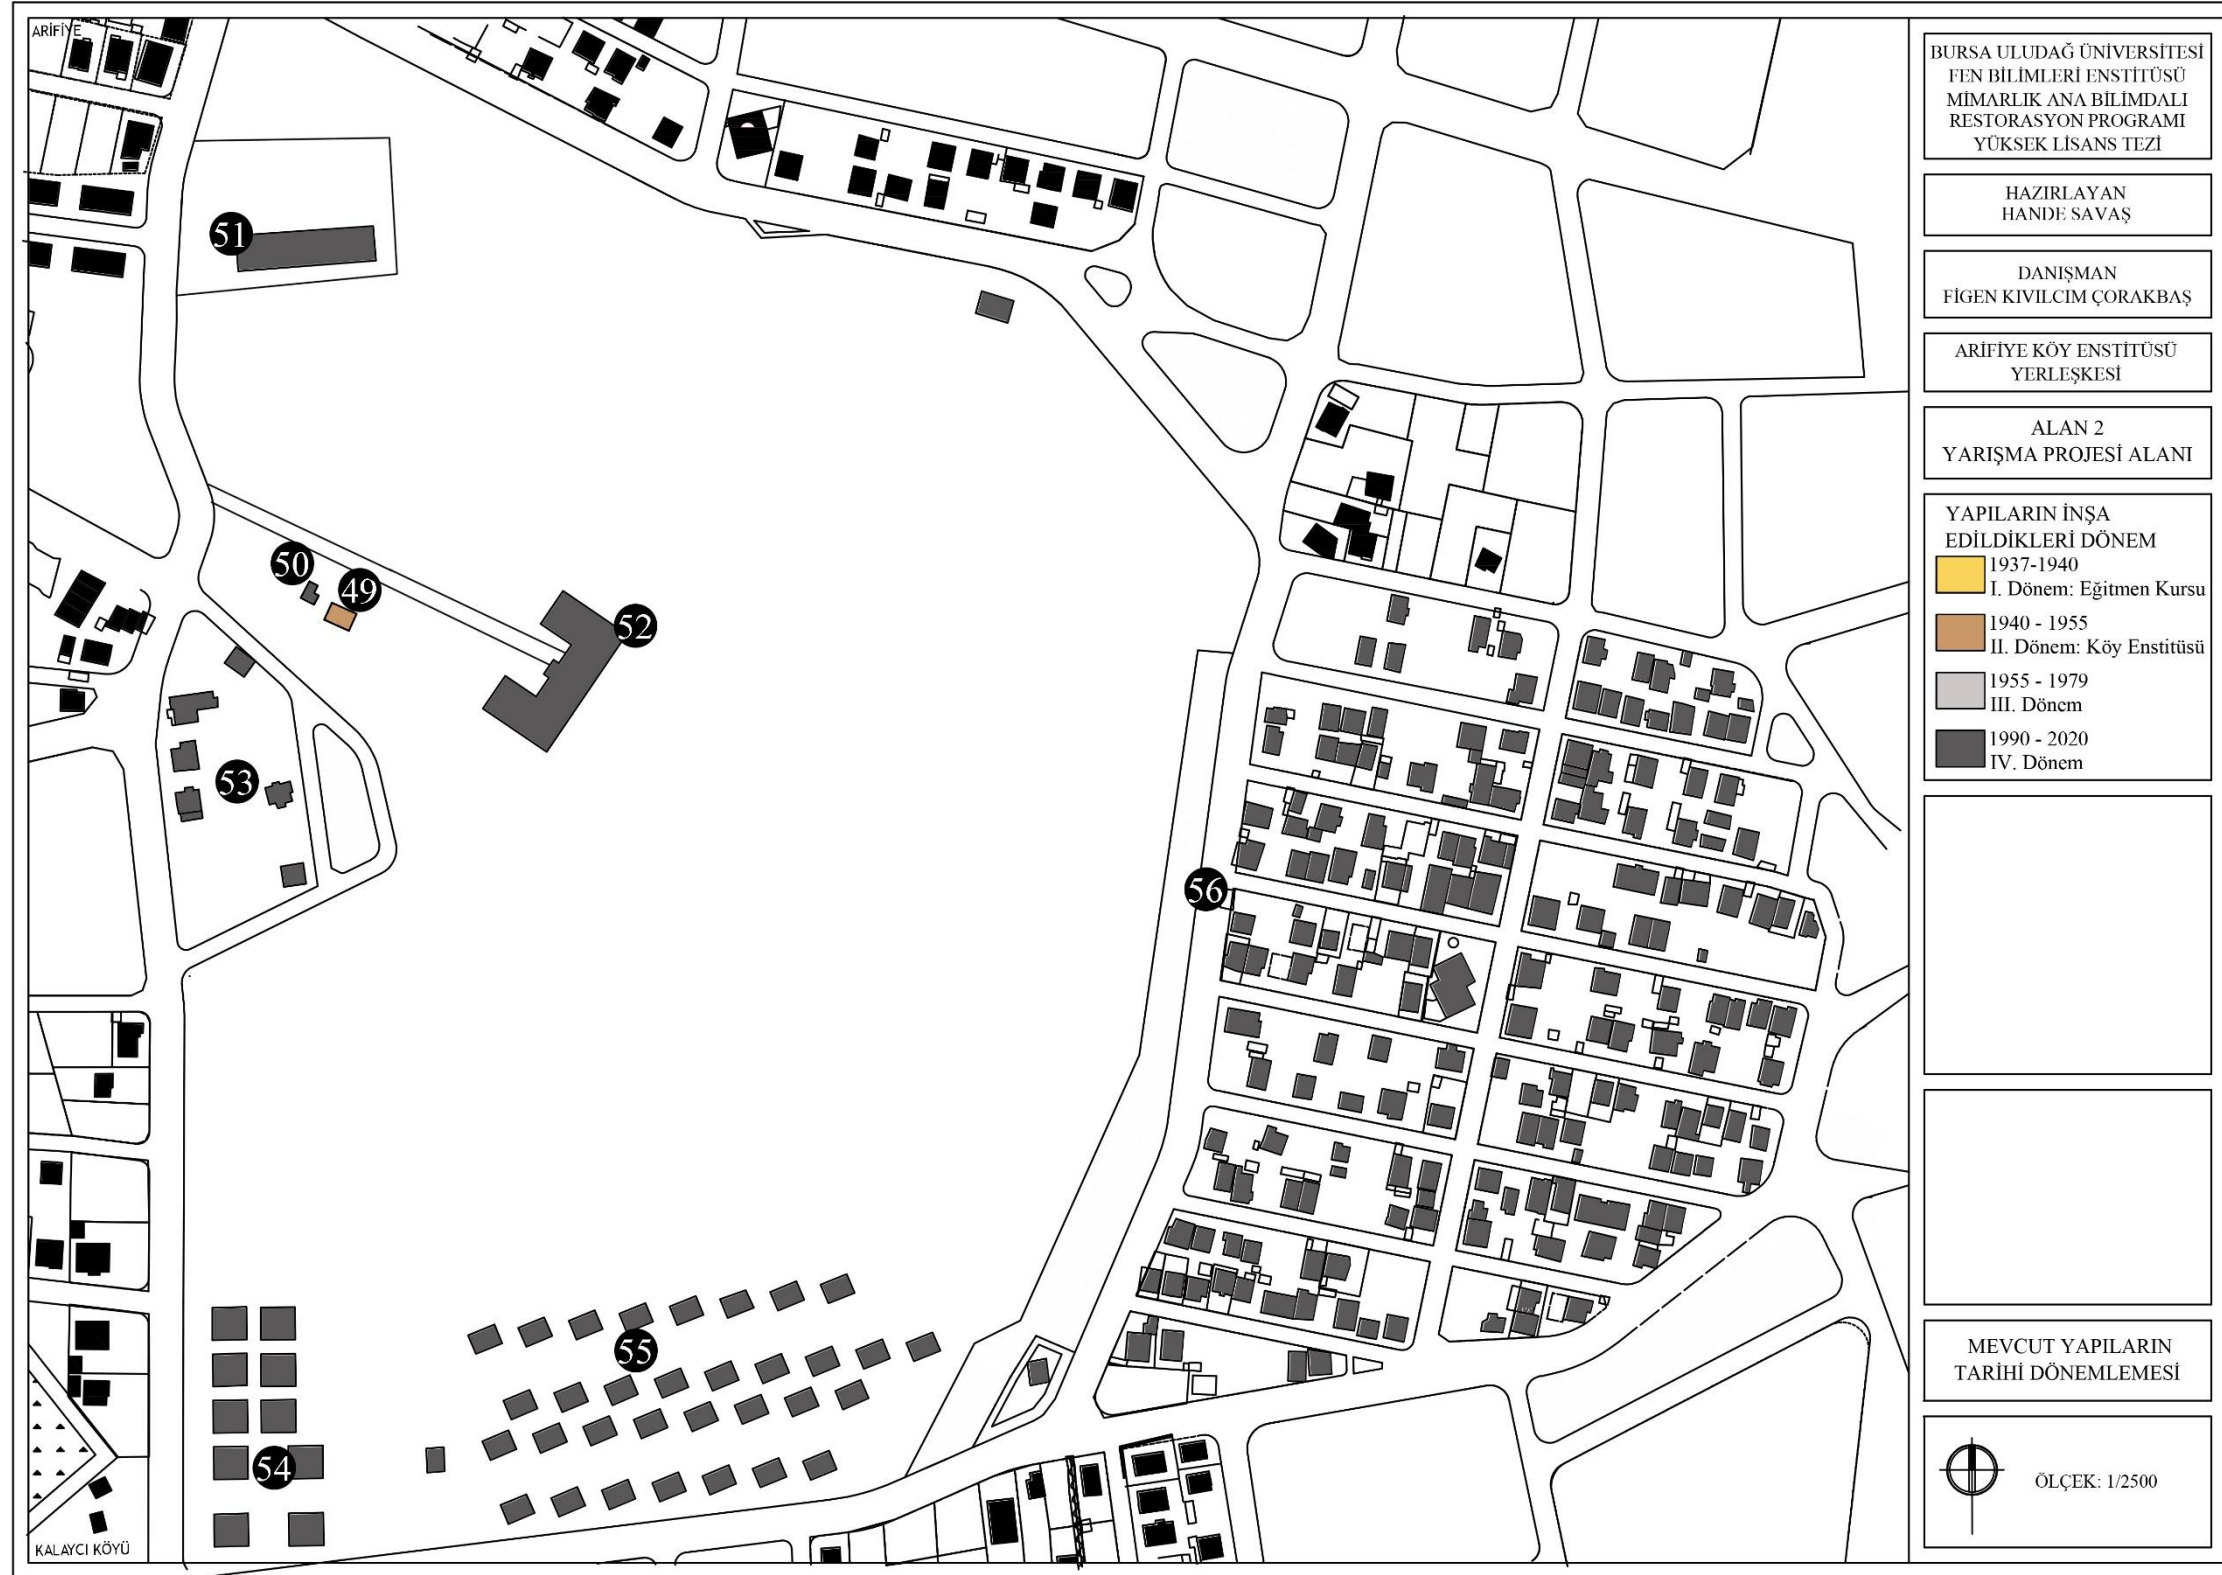 ARİFİYE
51
50
49
52
53
56
55
54
KALAYCI KÖYÜ
BURSA ULUDAĞ ÜNİVERSİTESİ
FEN BİLİMLERİ ENSTİTÜSÜ
MİMARLIK ANA BİLİMDALI
RESTORASYON PROGRAMI
YÜKSEK LİSANS TEZİ
HAZIRLAYAN
HANDE SAVAŞ
DANIŞMAN
FİGEN KIVILCIM ÇORAKBAŞ
ARİFİYE KÖY ENSTİTÜSÜ
YERLEŞKESİ
ALAN 2
YARIŞMA PROJESİ ALANI
YAPILARIN İNŞA
EDİLDİKLERİ DÖNEM
1937-1940
I. Dönem: Eğitmen Kursu
1940 - 1955
II. Dönem: Köy Enstitüsü
1955 - 1979
III. Dönem
1990 - 2020
IV. Dönem
MEVCUT YAPILARIN
TARİHİ DÖNEMLEMESİ
ÖLÇEK: 1/2500